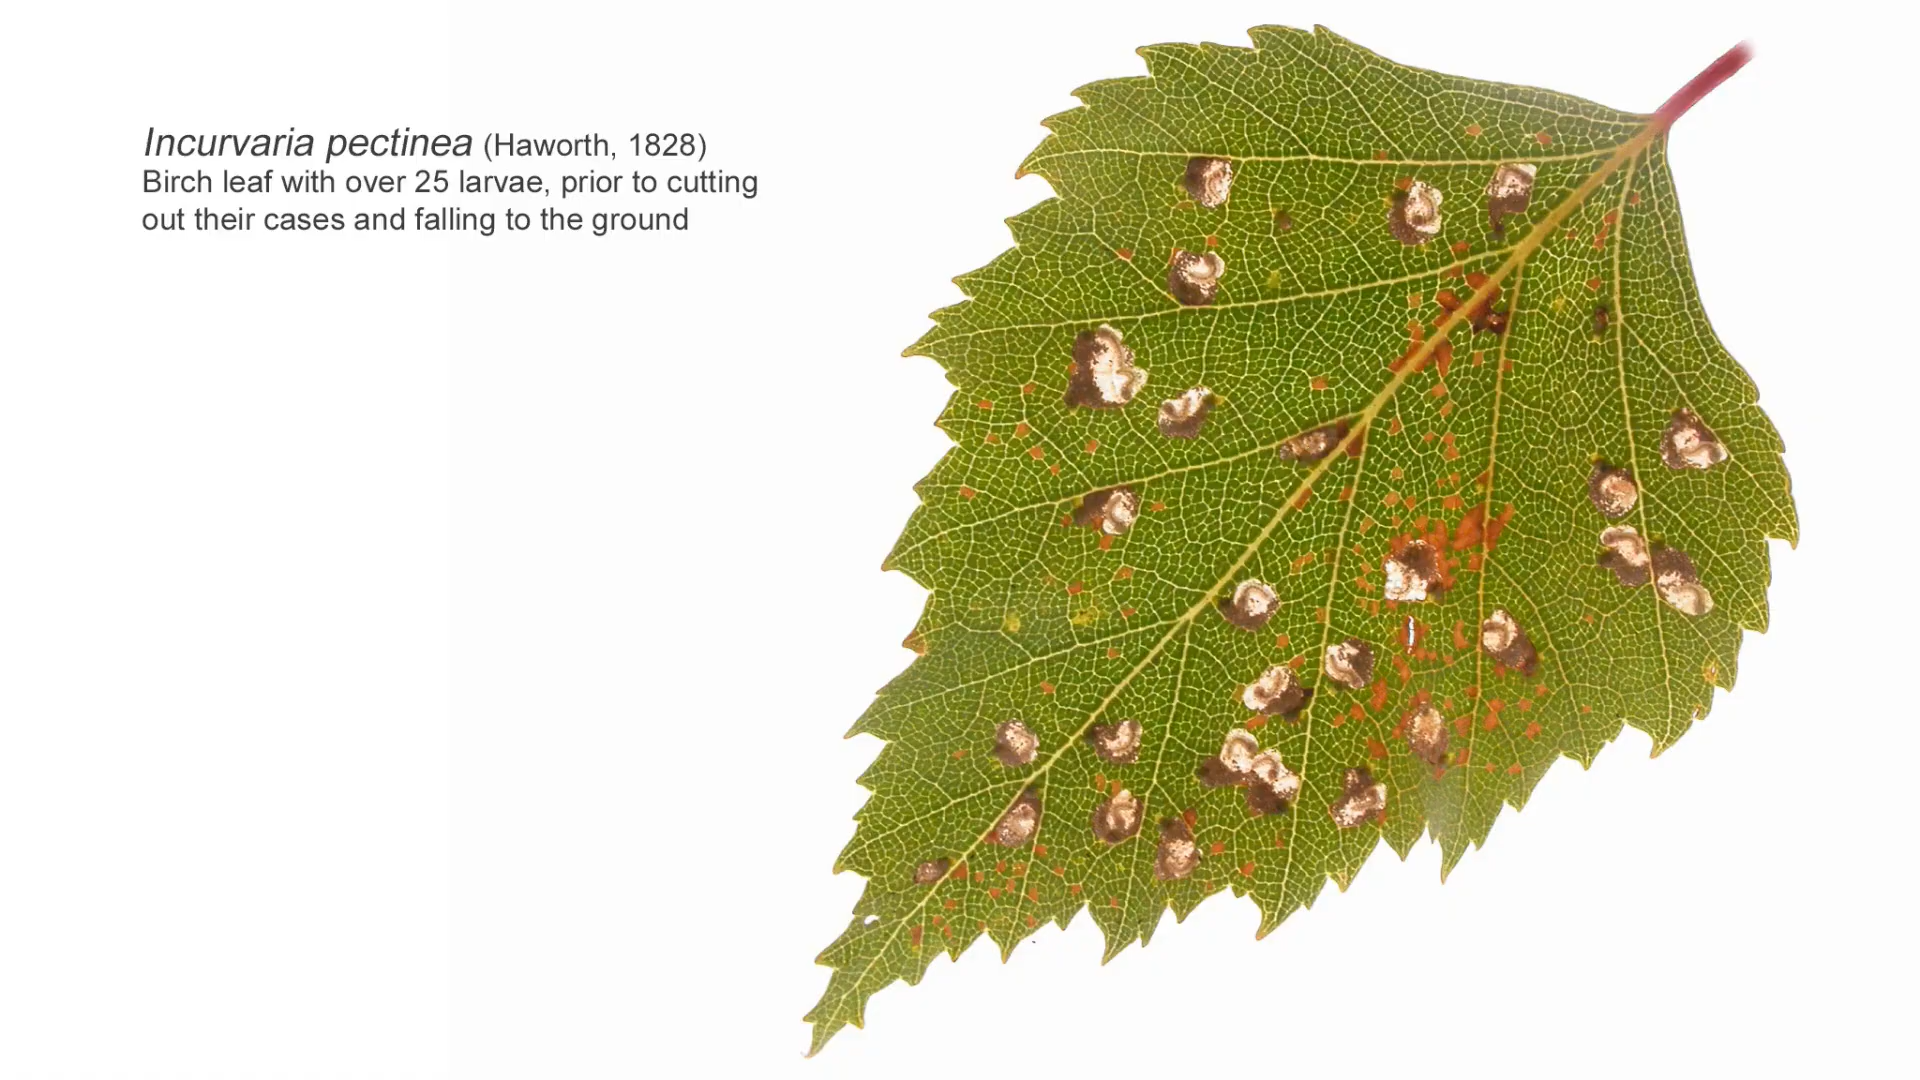 Incurvaria pectinea (Haworth, 1828)
Birch leaf with over 25 larvae, prior to cutting
out their cases and falling to the ground